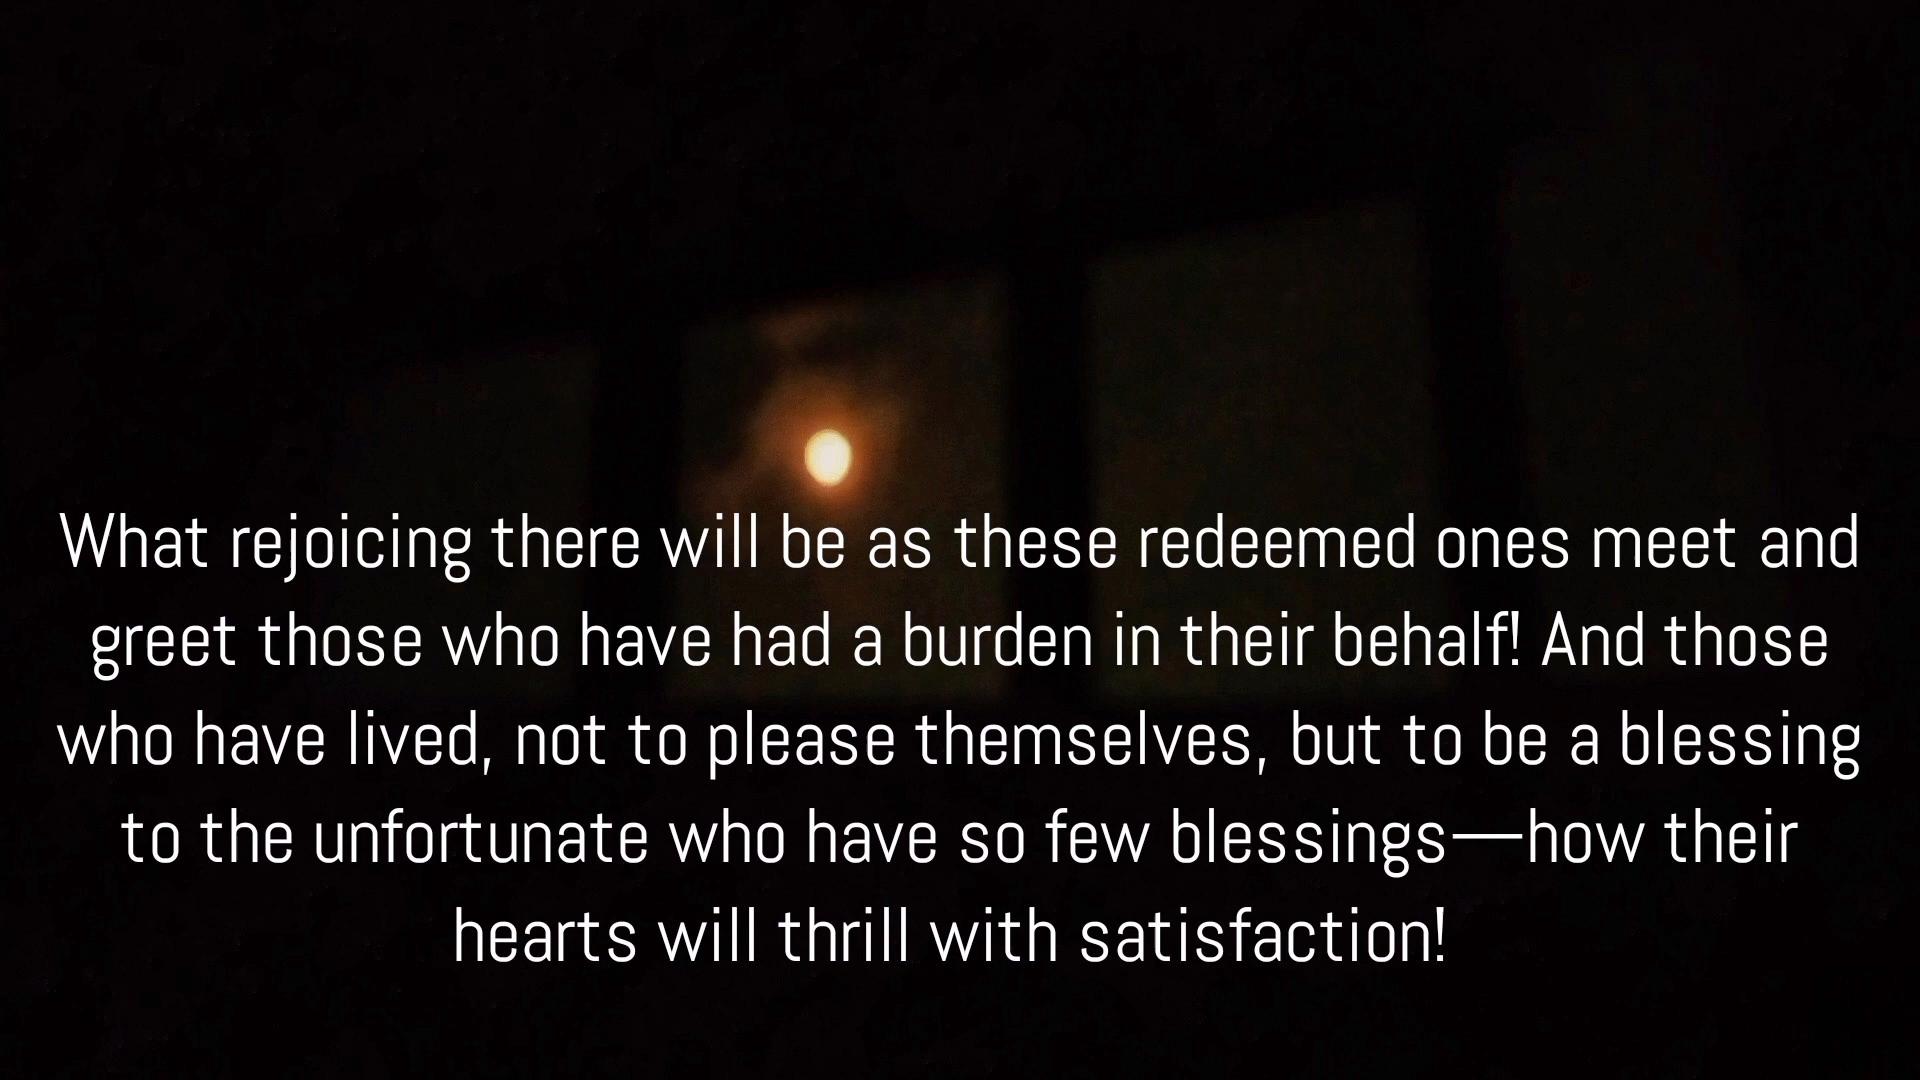 What rejoicing there will be as these redeemed ones meet and
greet those who have had a burden in their behalf! And those
who have lived, not to please themselves, but to be a blessing
to the unfortunate who have so few blessings—how their
hearts will thrill with satisfaction!